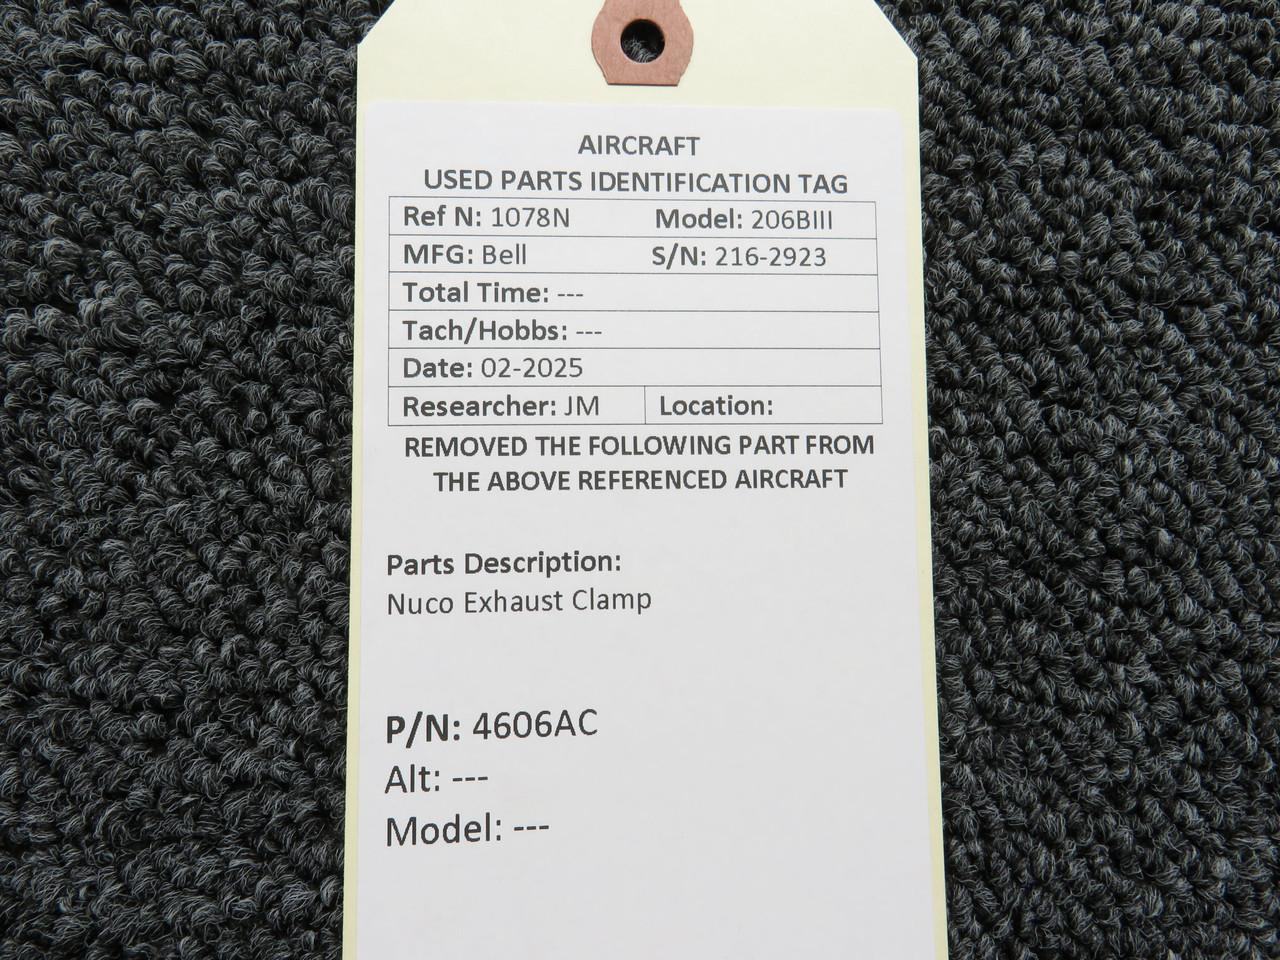 AIRCRAFT
USED PARTS IDENTIFICATION TAG
Ref N: 1078N Model: 206BIII
MFG: Bell S/N: 216-2923
Total Time: ---
Tach/Hobbs: ---
Date: 02-2025
Researcher: JM Location:
REMOVED THE FOLLOWING PART FROM
THE ABOVE REFERENCED AIRCRAFT
Parts Description:
Nuco Exhaust Clamp
P/N: 4606AC
Alt: ---
Model: ---